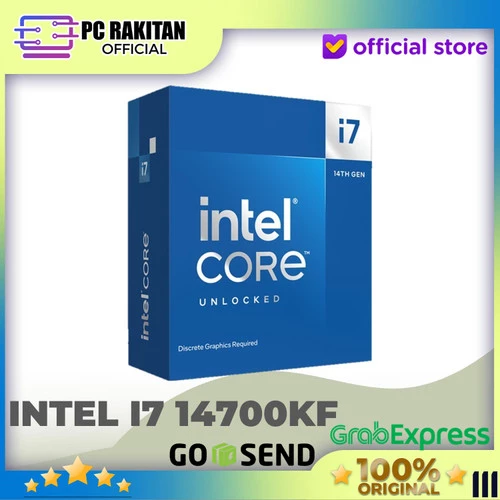 PC RAKITAN
OFFICIAL
official store
i7
14TH GEN
i7
intel
CORE™
UNLOCKED
intel CORE
Discrete Graphics Required
INTEL I7 14700KF
GO SEND
GrabExpress
100%
ORIGINAL